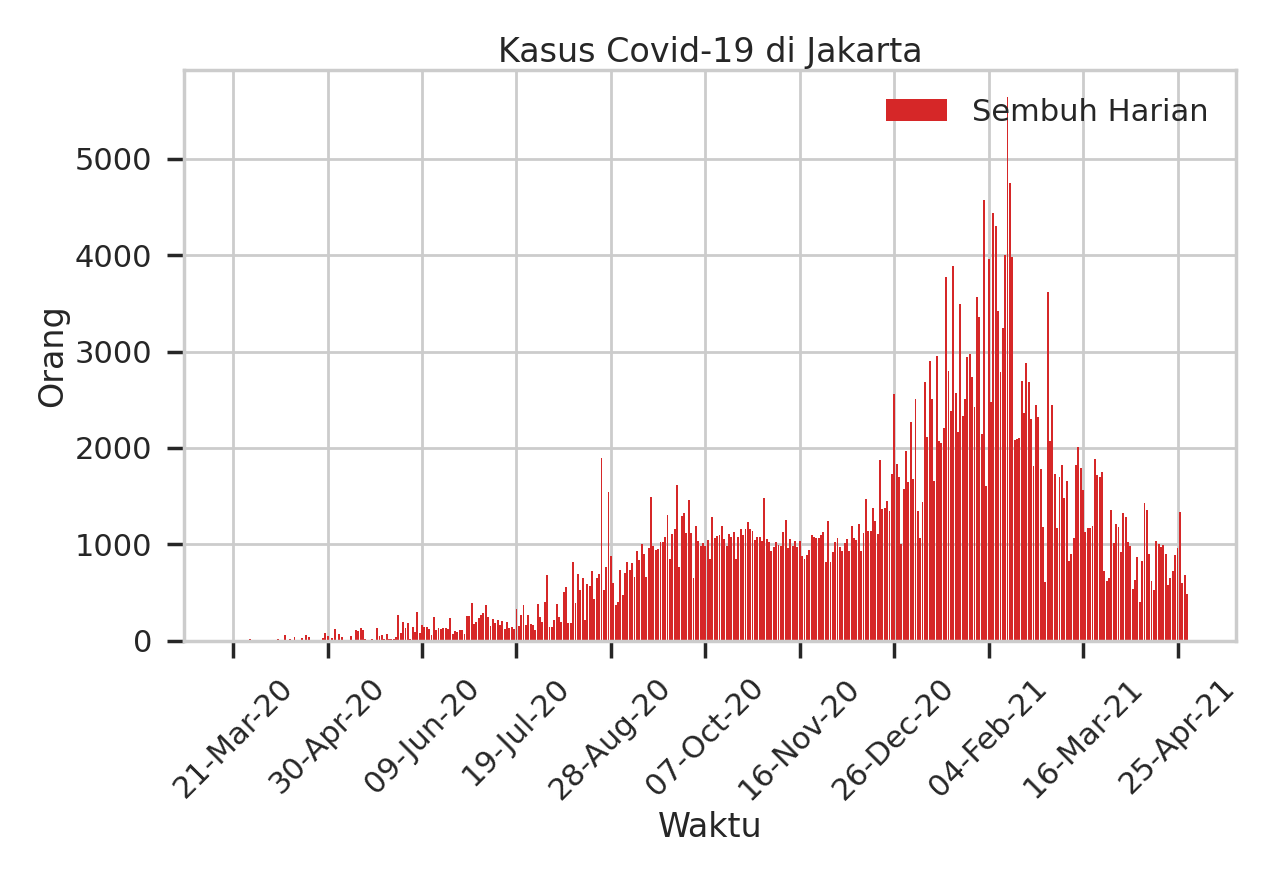 Kasus Covid-19 di Jakarta
Sembuh Harian
Orang
5000
4000
3000
2000
1000
0
21-Mar-20
30-Apr-20
09-Jun-20
19-Jul-20
28-Aug-20
07-Oct-20
16-Nov-20
26-Dec-20
04-Feb-21
16-Mar-21
25-Apr-21
Waktu